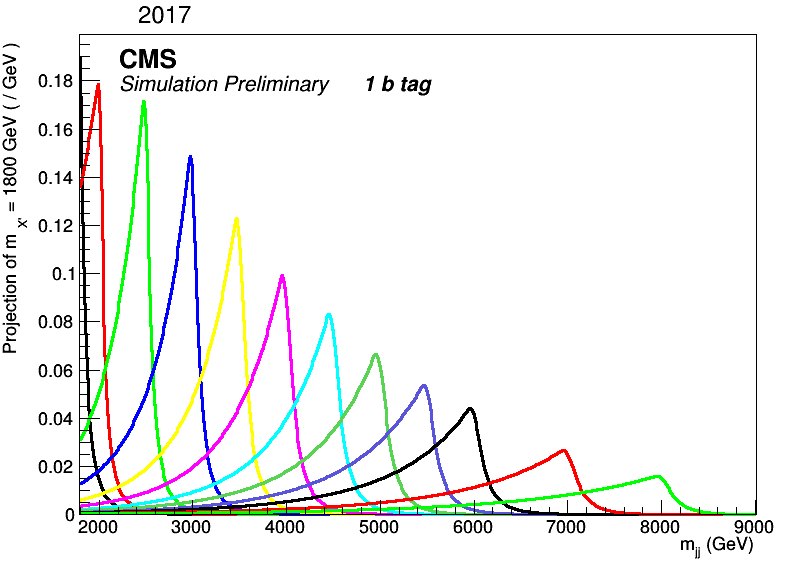 2017
CMS
Simulation Preliminary 1 b tag
Projection of m X' = 1800 GeV ( / GeV )
0.18
0.16
0.14
0.12
0.1
0.08
0.06
0.04
0.02
0
2000 3000 4000 5000 6000 7000 8000 9000
m jj (GeV)